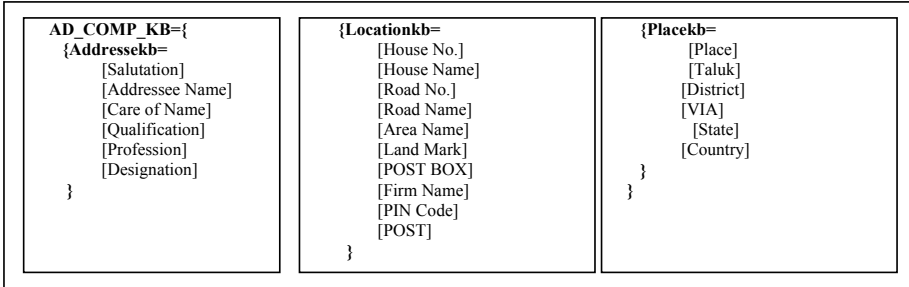 AD_COMP_KB={
{Addressekb=
[Salutation]
[Addressee Name]
[Care of Name]
[Qualification]
[Profession]
[Designation]
}
{Locationkb=
[House No.]
[House Name]
[Road No.]
[Road Name]
[Area Name]
[Land Mark]
[POST BOX]
[Firm Name]
[PIN Code]
[POST]
}
{Placekb=
[Place]
[Taluk]
[District]
[VIA]
[State]
[Country]
}
}